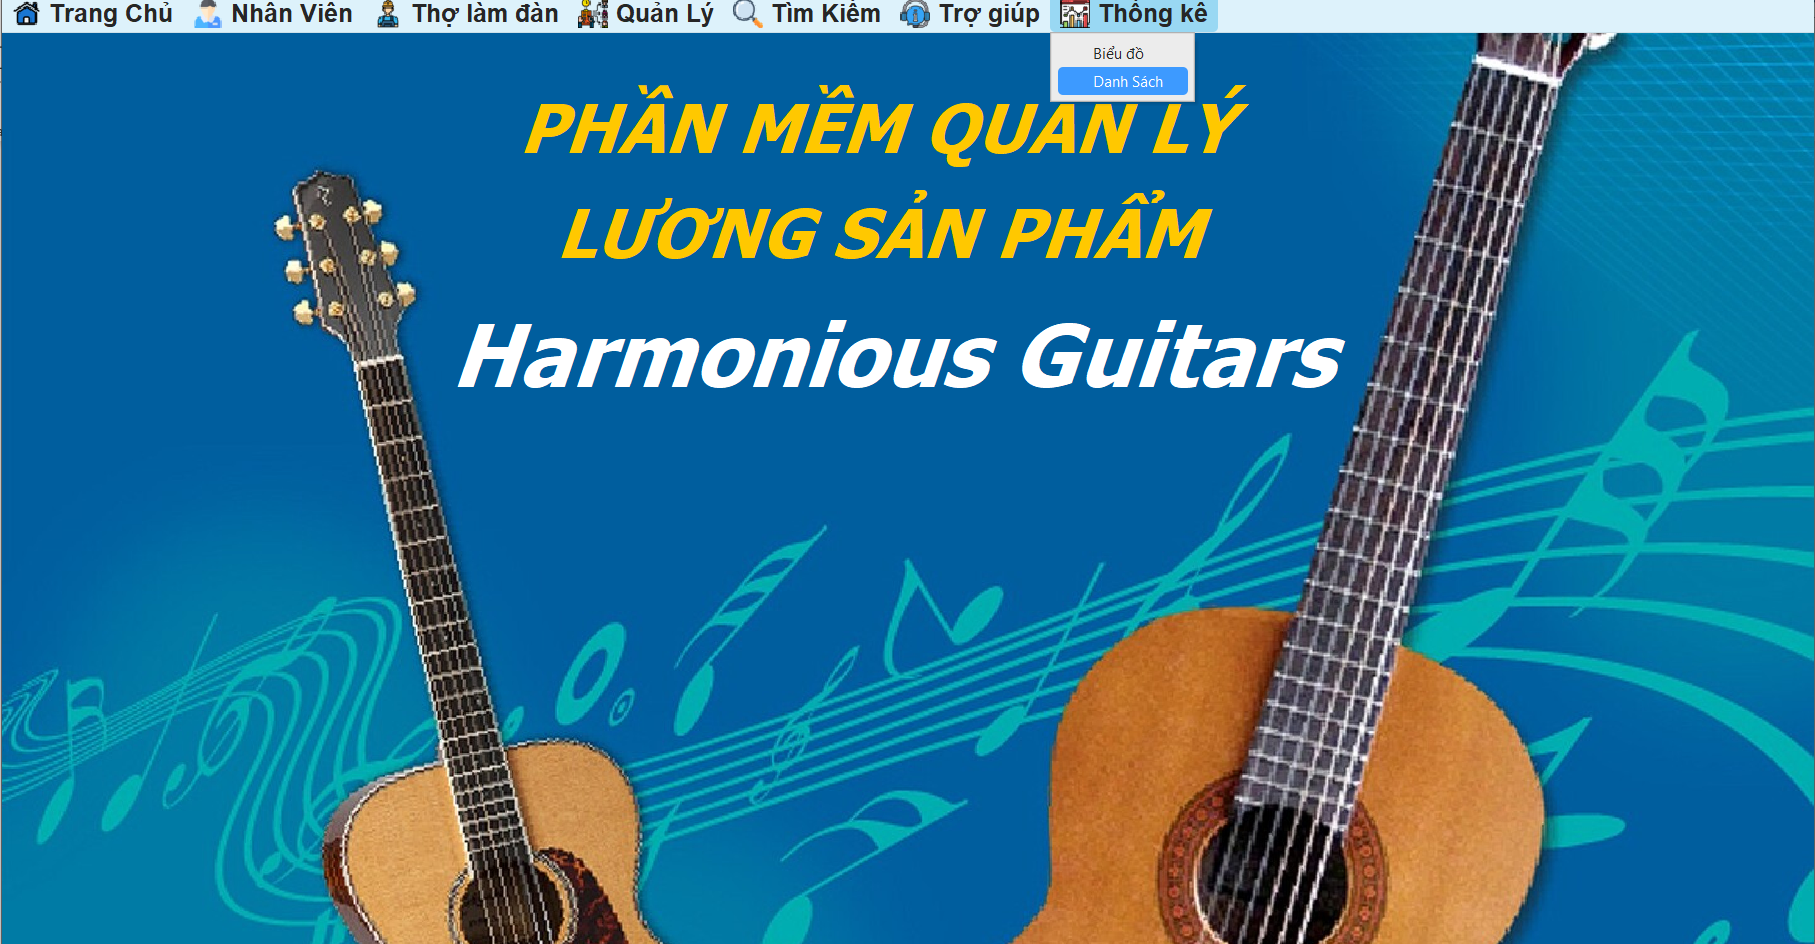 Trang Chủ Nhân Viên Thợ làm đàn Quản Lý Tìm Kiếm Trợ giúp Thống kê
Biểu đồ
Danh Sách
PHẦN MỀM QUẢN LÝ
LƯƠNG SẢN PHẨM
Harmonious Guitars